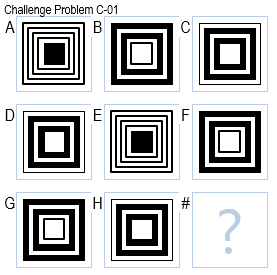 Challenge Problem C-01
A B C
D E F
G H #
?